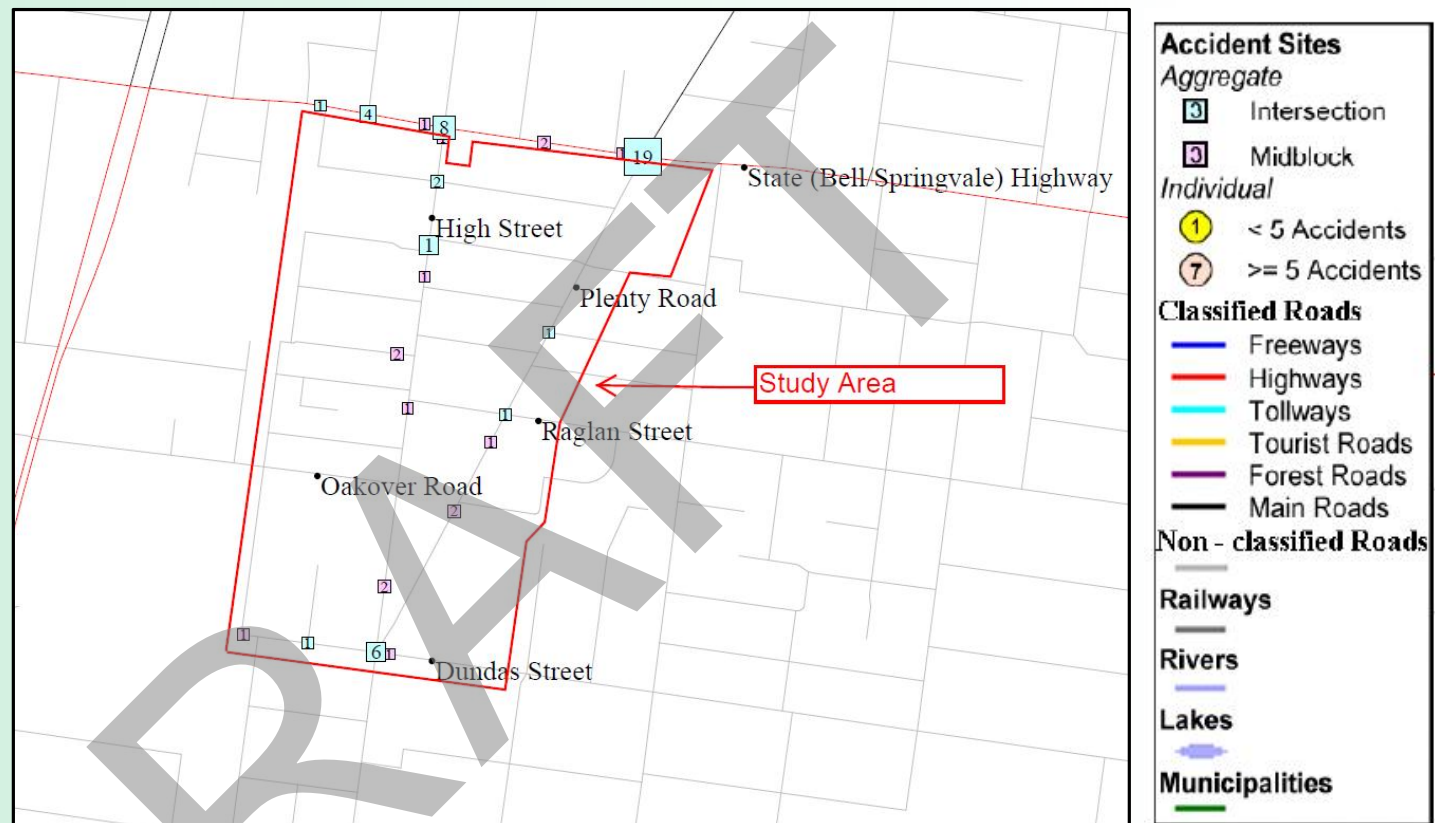 1
4
1
8
2
1
19
State (Bell/Springvale) Highway
2
High Street
1
1
Plenty Road
1
2
Study Area
1
1
Raglan Street
1
Oakover Road
2
2
1
1
6
1
Dundas Street
RAFT
Accident Sites
Aggregate
3 Intersection
3 Midblock
Individual
1 < 5 Accidents
7 >= 5 Accidents
Classified Roads
Freeways
Highways
Tollways
Tourist Roads
Forest Roads
Main Roads
Non - classified Roads
Railways
Rivers
Lakes
Municipalities